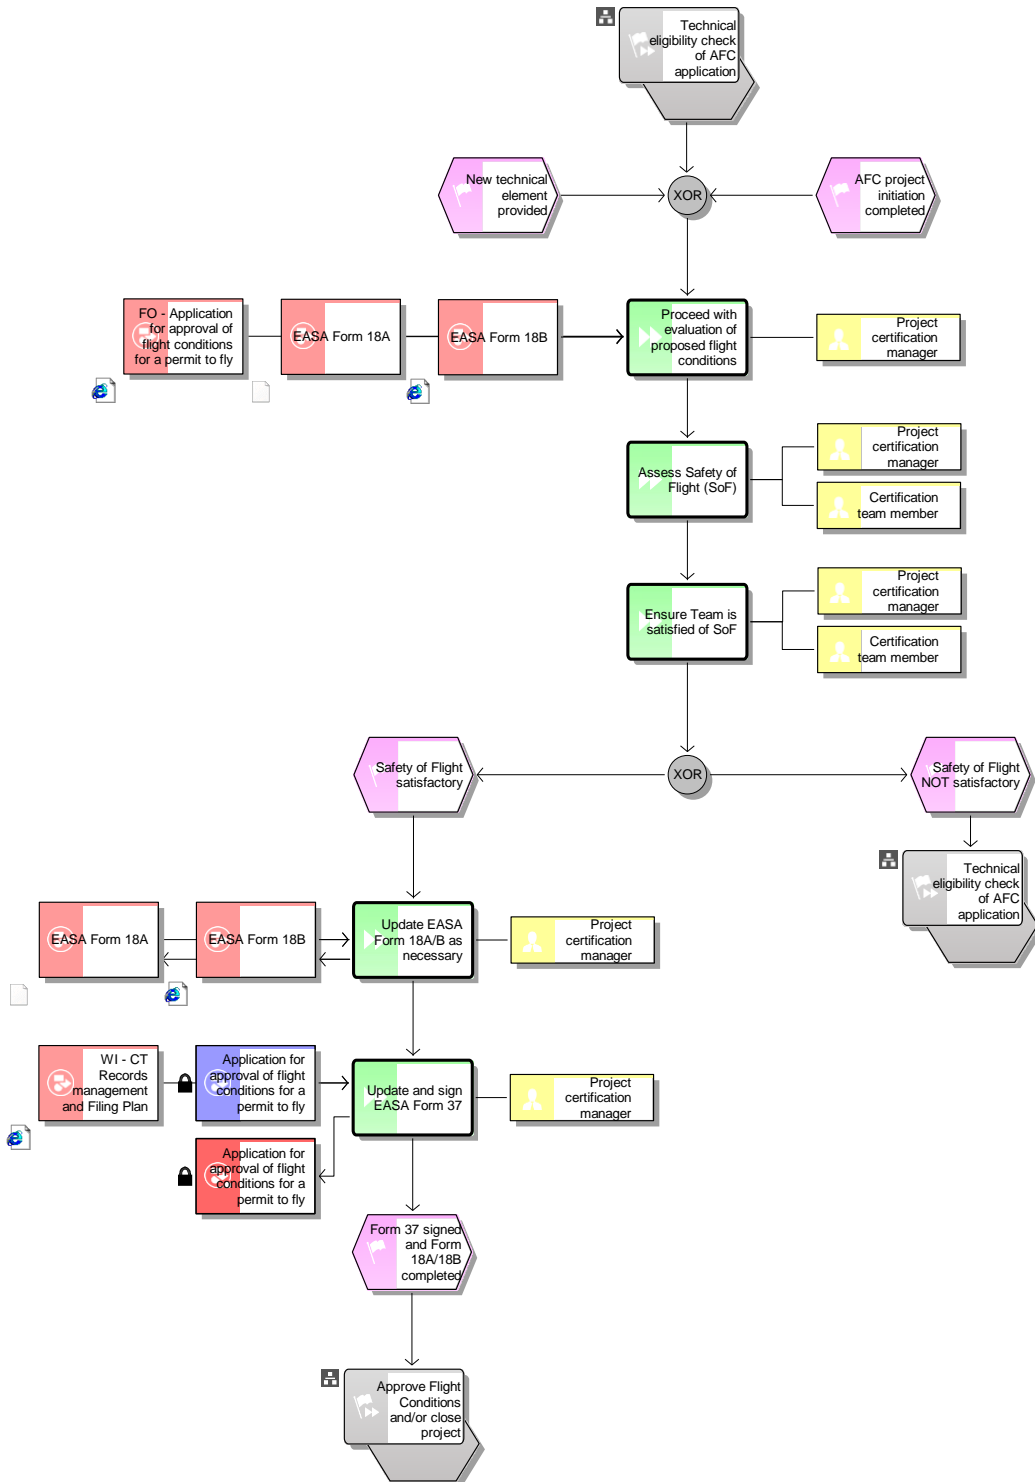 Technical
eligibility check
of AFC
application
New technical
element
provided
XOR
AFC project
initiation
completed
FO - Application
for approval of
flight conditions
for a permit to fly
EASA Form 18A
EASA Form 18B
Proceed with
evaluation of
proposed flight
conditions
Project
certification
manager
Assess Safety of
Flight (SoF)
Project
certification
manager
Certification
team member
Ensure Team is
satisfied of SoF
Project
certification
manager
Certification
team member
Safety of Flight
satisfactory
XOR
Safety of Flight
NOT satisfactory
Technical
eligibility check
of AFC
application
EASA Form 18A
EASA Form 18B
Update EASA
Form 18A/B as
necessary
Project
certification
manager
WI - CT
Records
management
and Filing Plan
Application for
approval of flight
conditions for a
permit to fly
Update and sign
EASA Form 37
Project
certification
manager
Application for
approval of flight
conditions for a
permit to fly
Form 37 signed
and Form
18A/18B
completed
Approve Flight
Conditions
and/or close
project